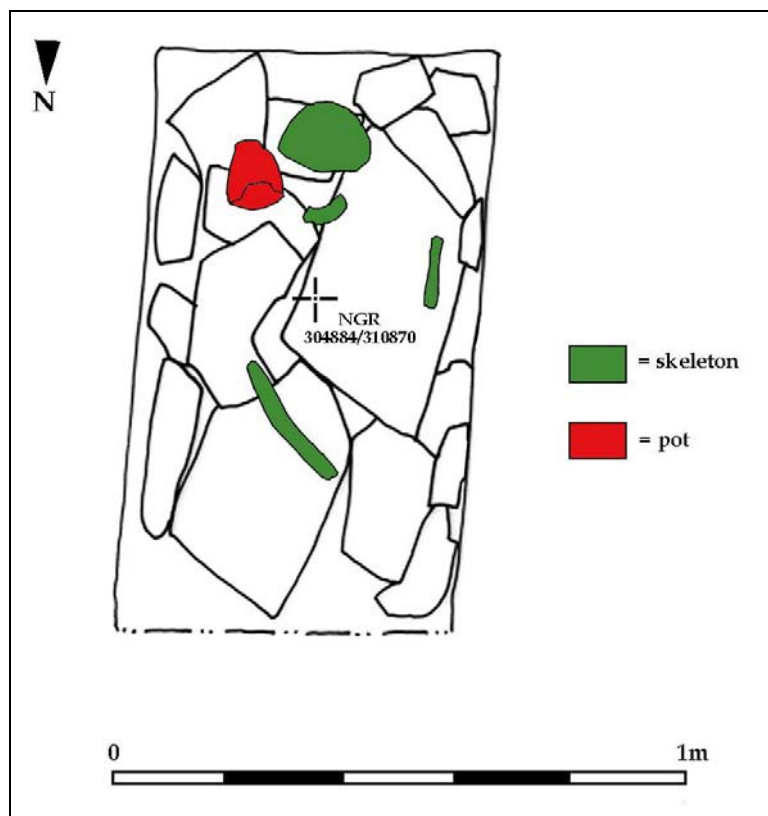 N
NGR
304884/310870
= skeleton
= pot
0 1m